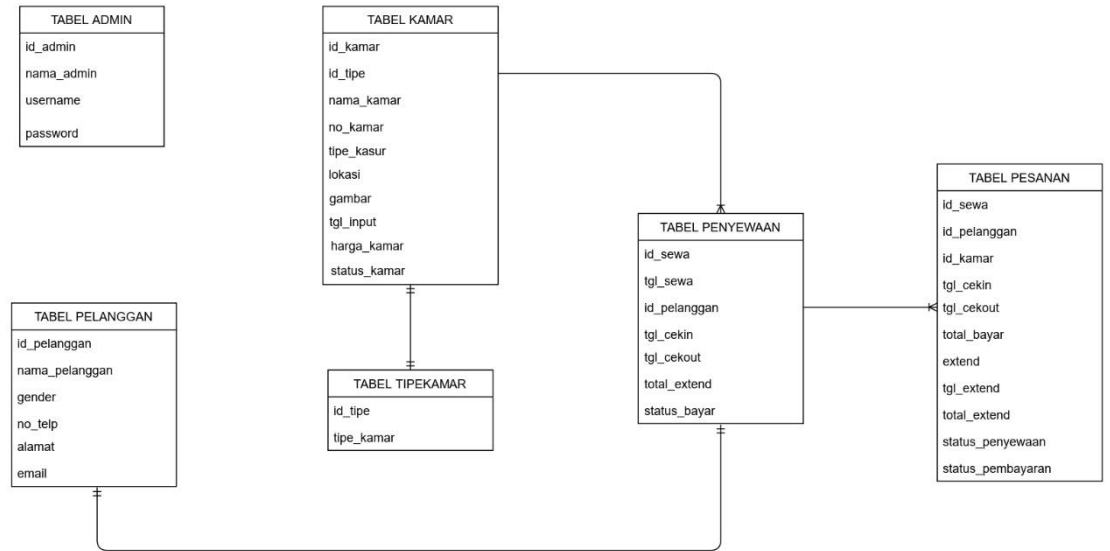 TABEL ADMIN
id_admin
nama_admin
username
password
TABEL KAMAR
id_kamar
id_tipe
nama_kamar
no_kamar
tipe_kasur
lokasi
gambar
tgl_input
harga_kamar
status_kamar
TABEL PELANGGAN
id_pelanggan
nama_pelanggan
gender
no_telp
alamat
email
TABEL TIPEKAMAR
id_tipe
tipe_kamar
TABEL PENYEWAAN
id_sewa
tgl_sewa
id_pelanggan
tgl_cekin
tgl_cekout
total_extend
status_bayar
TABEL PESANAN
id_sewa
id_pelanggan
id_kamar
tgl_cekin
tgl_cekout
total_bayar
extend
tgl_extend
total_extend
status_penyewaan
status_pembayaran